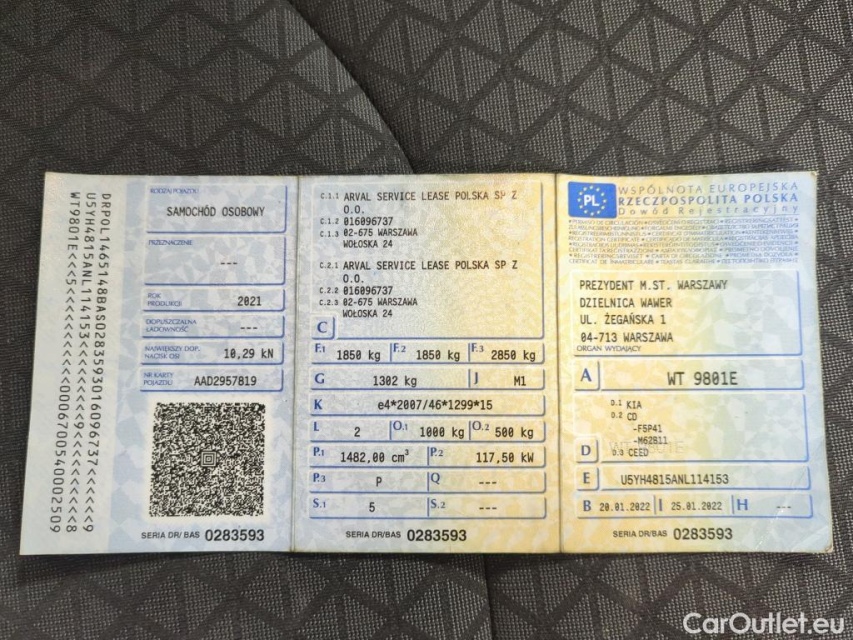 DRPOL1465148BAS0283593016096737<<<<<9
U5YH4815ANL114153<<<<<<<<<<
WT9801E<<5<<<<<<<<<<<<<0006700540002509
RODZAJ POJAZDU
SAMOCHÓD OSOBOWY
PRZEZNACZENIE
---
ROK PRODUKCJI 2021
DOPUSZCZALNA ŁADOWNOŚĆ ---
NAJWIĘKSZY DOP. NACISK OSI 10,29 kN
NR KARTY POJAZDU AAD2957819
SERIA DR/BAS 0283593
C.1.1 ARVAL SERVICE LEASE POLSKA SP Z
O.O.
C.1.2 016096737
C.1.3 02-675 WARSZAWA
WOŁOSKA 24
C.2.1 ARVAL SERVICE LEASE POLSKA SP Z
O.O.
C.2.2 016096737
C.2.3 02-675 WARSZAWA
WOŁOSKA 24
C
F.1 1850 kg F.2 1850 kg F.3 2850 kg
G 1302 kg J M1
K e4*2007/46*1299*15
L 2 O.1 1000 kg O.2 500 kg
P.1 1482,00 cm³ P.2 117,50 kW
P.3 P Q ---
S.1 5 S.2 ---
SERIA DR/BAS 0283593
PL
WSPÓLNOTA EUROPEJSKA
RZECZPOSPOLITA POLSKA
Dowód Rejestracyjny
PREZYDENT M.ST. WARSZAWY
DZIELNICA WAWER
UL. ŻEGAŃSKA 1
04-713 WARSZAWA
ORGAN WYDAJĄCY
A WT 9801E
D.1 KIA
D.2 CD
-F5P41
-M62B11
D D.3 CEED
E U5YH4815ANL114153
B 20.01.2022 I 25.01.2022 H ---
SERIA DR/BAS 0283593
CarOutlet.eu